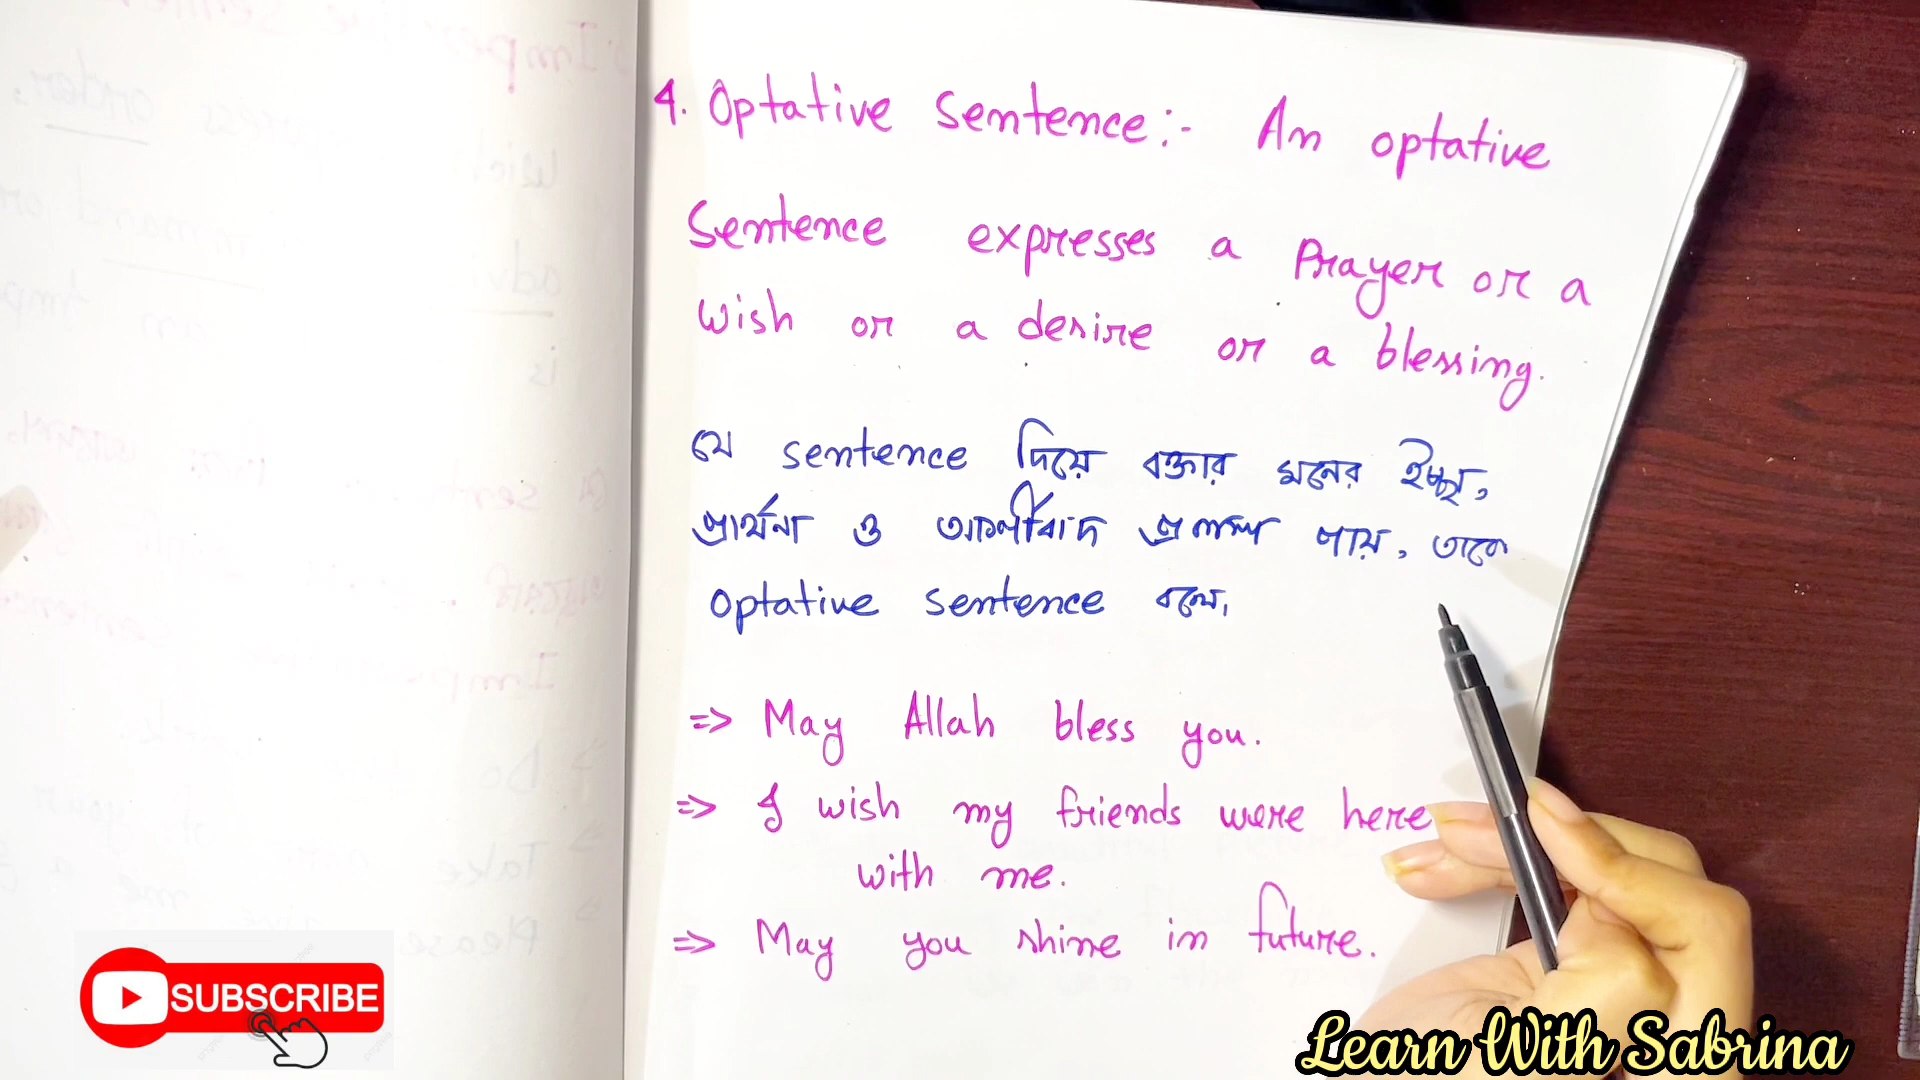 4. Optative Sentence:- An optative
Sentence expresses a Prayer or a
wish or a desire or a blessing.
যে sentence দিয়ে বক্তার মনের ইচ্ছা,
প্রার্থনা ও আশীর্বাদ প্রকাশ পায়, তাকে
optative sentence বলে।
=> May Allah bless you.
=> I wish my friends were here
with me.
=> May you shine in future.
SUBSCRIBE
Learn With Sabrina